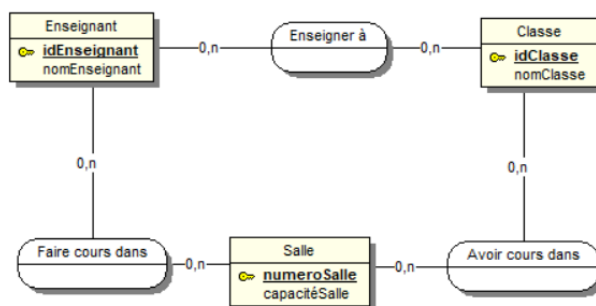 Enseignant
idEnseignant
nomEnseignant
0,n
Enseigner à
0,n
Classe
idClasse
nomClasse
0,n
0,n
Faire cours dans
0,n
Salle
numeroSalle
capacitéSalle
0,n
Avoir cours dans